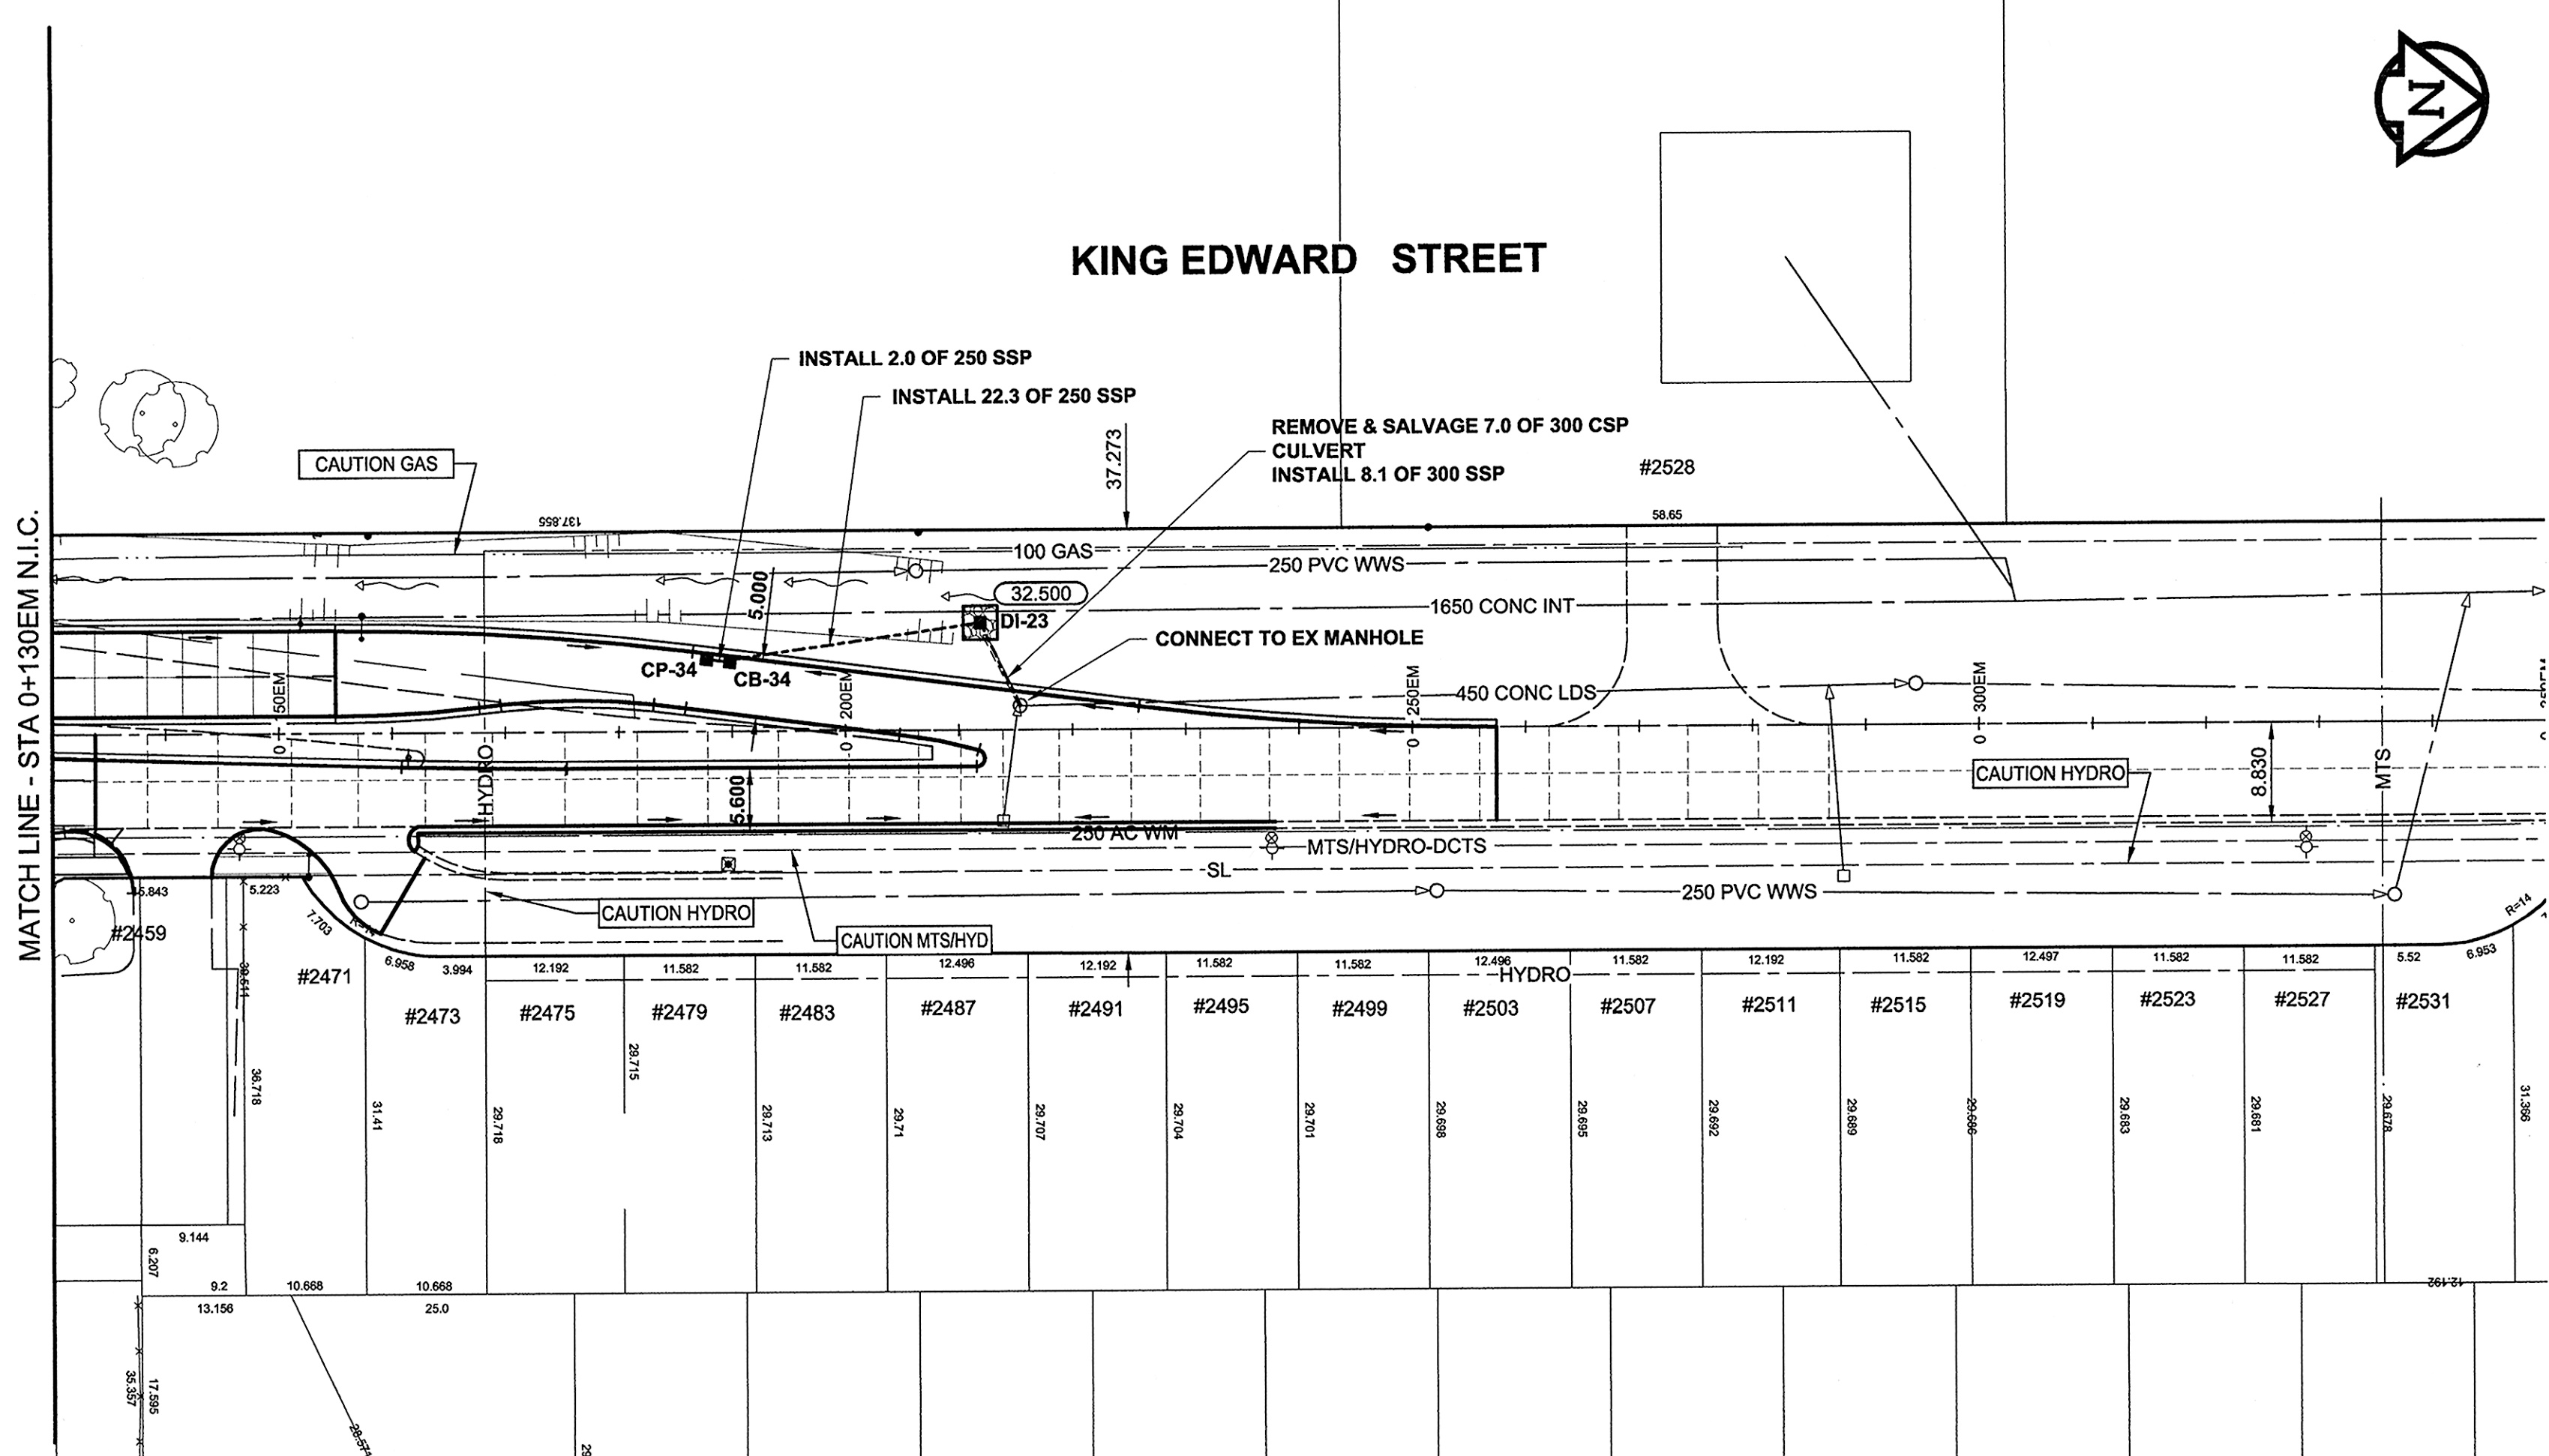 N
KING EDWARD STREET
INSTALL 2.0 OF 250 SSP
INSTALL 22.3 OF 250 SSP
REMOVE & SALVAGE 7.0 OF 300 CSP
CULVERT
INSTALL 8.1 OF 300 SSP
37.273
CAUTION GAS
#2528
MATCH LINE - STA 0+130EM N.I.C.
137.855
58.65
100 GAS
250 PVC WWS
5.000
32.500
1650 CONC INT
DI-23
CONNECT TO EX MANHOLE
CP-34
CB-34
450 CONC LDS
0 150EM
0 200EM
0 250EM
0 300EM
HYDRO
5.600
8.830
MTS
CAUTION HYDRO
250 AC WM
MTS/HYDRO-DCTS
SL
250 PVC WWS
5.223
7.703
R=14
CAUTION HYDRO
CAUTION MTS/HYD
#2459
6.958
3.994
12.192
11.582
11.582
12.496
12.192
11.582
11.582
12.496
11.582
12.192
11.582
12.497
11.582
11.582
5.52
6.953
HYDRO
#2471
#2473
#2475
#2479
#2483
#2487
#2491
#2495
#2499
#2503
#2507
#2511
#2515
#2519
#2523
#2527
#2531
36.718
31.41
29.718
29.715
29.713
29.71
29.707
29.704
29.701
29.698
29.695
29.692
29.689
29.686
29.683
29.681
29.678
31.366
9.144
6.207
9.2
10.668
10.668
12.192
13.156
25.0
35.357
17.595